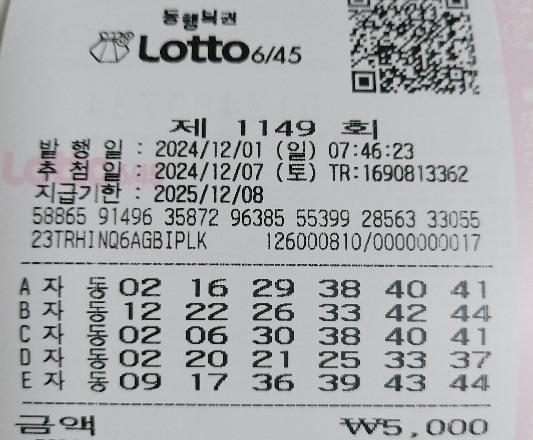 동행복권
Lotto 6/45
제 1149 회
발 행 일 : 2024/12/01 (일) 07:46:23
추 첨 일 : 2024/12/07 (토) TR:1690813362
지급기한 : 2025/12/08
58865 91496 35872 96385 55399 28563 33055
23TRHINQ6AGBIPLK 126000810/0000000017
A 자 동 02 16 29 38 40 41
B 자 동 12 22 26 33 42 44
C 자 동 02 06 30 38 40 41
D 자 동 02 20 21 25 33 37
E 자 동 09 17 36 39 43 44
금액 ₩5,000